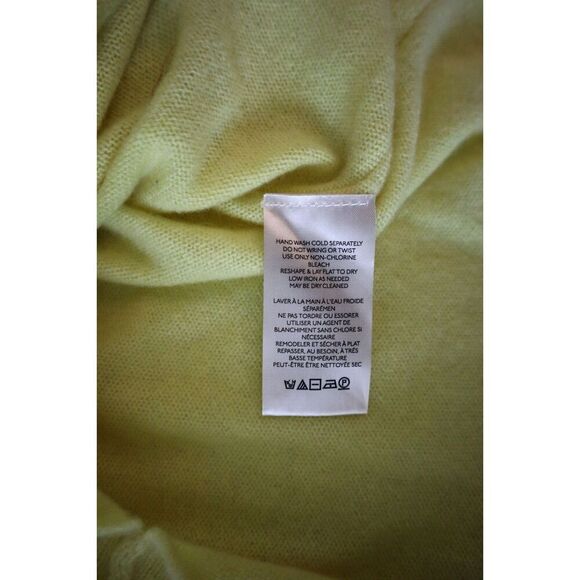 HAND WASH COLD SEPARATELY
DO NOT WRING OR TWIST
USE ONLY NON-CHLORINE
BLEACH
RESHAPE & LAY FLAT TO DRY
LOW IRON AS NEEDED
MAY BE DRY CLEANED
LAVER À LA MAIN À L'EAU FROIDE
SÉPARÉMEN
NE PAS TORDRE OU ESSORER
UTILISER UN AGENT DE
BLANCHIMENT SANS CHLORE SI
NÉCESSAIRE
REMODELER ET SÉCHER À PLAT
REPASSER, AU BESOIN, À TRÉS
BASSE TEMPÉRATURE
PEUT-ÊTRE ÊTRE NETTOYÉE SEC